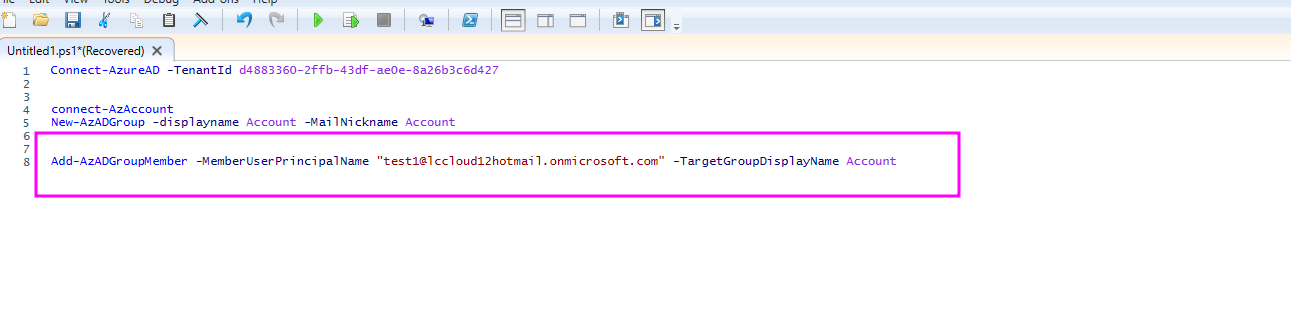 File Edit View Tools Debug Add-ons Help
Untitled1.ps1*(Recovered)
1 Connect-AzureAD -TenantId d4883360-2ffb-43df-ae0e-8a26b3c6d427
2
3
4 connect-AzAccount
5 New-AzADGroup -displayname Account -MailNickname Account
6
7
8 Add-AzADGroupMember -MemberUserPrincipalName "test1@lccloud12hotmail.onmicrosoft.com" -TargetGroupDisplayName Account